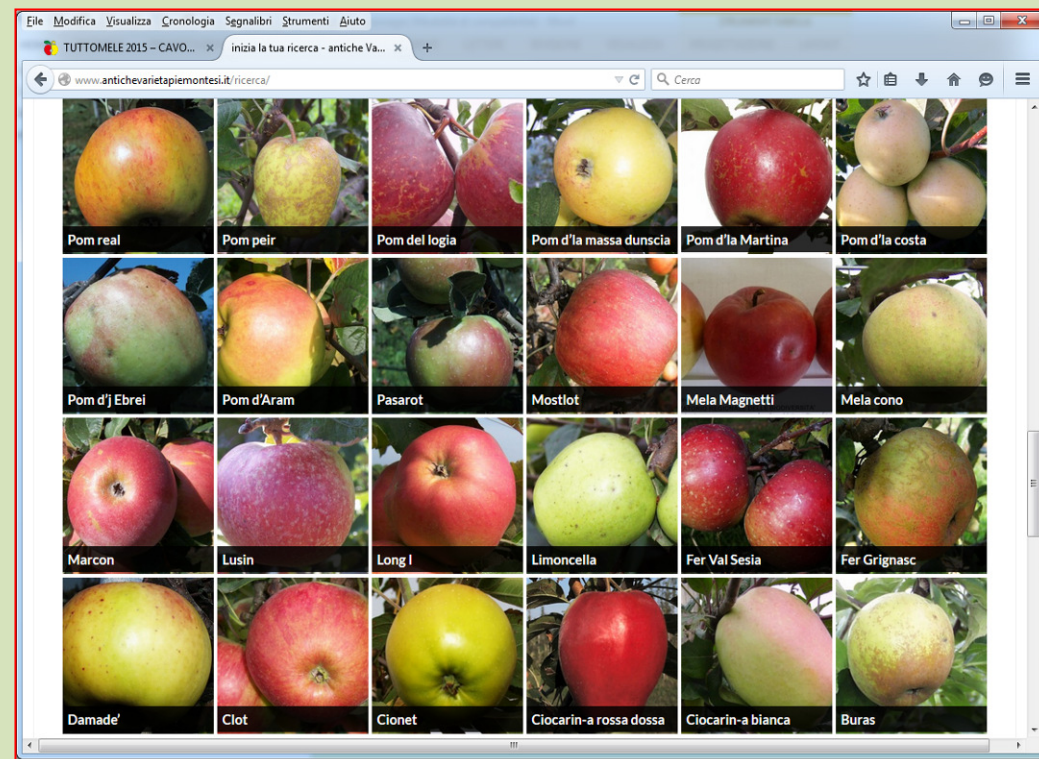 File Modifica Visualizza Cronologia Segnalibri Strumenti Aiuto
TUTTOMELE 2015 – CAVO... × inizia la tua ricerca - antiche Va... × +
www.antichevarietapiemontesi.it/ricerca/ Cerca
Pom real Pom peir Pom del logia Pom d'la massa dunscia Pom d'la Martina Pom d'la costa
Pom d'j Ebrei Pom d'Aram Pasarot Mostlot Mela Magnetti Mela cono
Marcon Lusin Long l Limoncella Fer Val Sesia Fer Grignasc
Damade' Clot Cionet Ciocarin-a rossa dossa Ciocarin-a bianca Buras